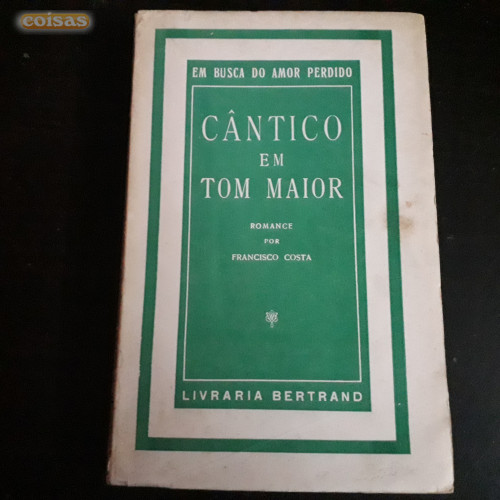 coisas
EM BUSCA DO AMOR PERDIDO
CÂNTICO
EM
TOM MAIOR
ROMANCE
POR
FRANCISCO COSTA
LIVRARIA BERTRAND